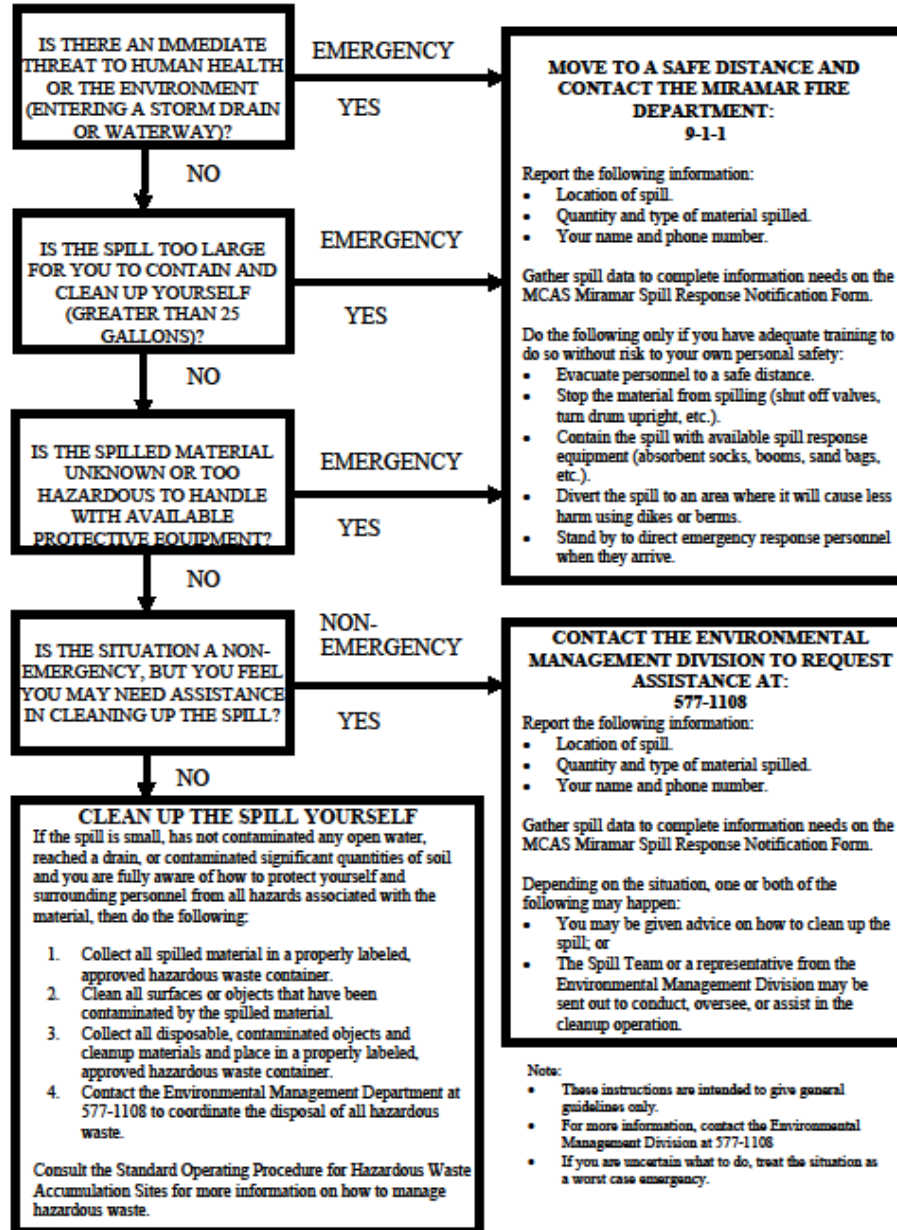 IS THERE AN IMMEDIATE
THREAT TO HUMAN HEALTH
OR THE ENVIRONMENT
(ENTERING A STORM DRAIN
OR WATERWAY)?
EMERGENCY
YES
NO
MOVE TO A SAFE DISTANCE AND
CONTACT THE MIRAMAR FIRE
DEPARTMENT:
9-1-1
Report the following information:
• Location of spill.
• Quantity and type of material spilled.
• Your name and phone number.
Gather spill data to complete information needs on the
MCAS Miramar Spill Response Notification Form.
Do the following only if you have adequate training to
do so without risk to your own personal safety:
• Evacuate personnel to a safe distance.
• Stop the material from spilling (shut off valves,
turn drum upright, etc.).
• Contain the spill with available spill response
equipment (absorbent socks, booms, sand bags,
etc.).
• Divert the spill to an area where it will cause less
harm using dikes or berms.
• Stand by to direct emergency response personnel
when they arrive.
IS THE SPILL TOO LARGE
FOR YOU TO CONTAIN AND
CLEAN UP YOURSELF
(GREATER THAN 25
GALLONS)?
EMERGENCY
YES
NO
IS THE SPILLED MATERIAL
UNKNOWN OR TOO
HAZARDOUS TO HANDLE
WITH AVAILABLE
PROTECTIVE EQUIPMENT?
EMERGENCY
YES
NO
IS THE SITUATION A NON-
EMERGENCY, BUT YOU FEEL
YOU MAY NEED ASSISTANCE
IN CLEANING UP THE SPILL?
NON-
EMERGENCY
YES
NO
CONTACT THE ENVIRONMENTAL
MANAGEMENT DIVISION TO REQUEST
ASSISTANCE AT:
577-1108
Report the following information:
• Location of spill.
• Quantity and type of material spilled.
• Your name and phone number.
Gather spill data to complete information needs on the
MCAS Miramar Spill Response Notification Form.
Depending on the situation, one or both of the
following may happen:
• You may be given advice on how to clean up the
spill; or
• The Spill Team or a representative from the
Environmental Management Division may be
sent out to conduct, oversee, or assist in the
cleanup operation.
CLEAN UP THE SPILL YOURSELF
If the spill is small, has not contaminated any open water,
reached a drain, or contaminated significant quantities of soil
and you are fully aware of how to protect yourself and
surrounding personnel from all hazards associated with the
material, then do the following:
1. Collect all spilled material in a properly labeled,
approved hazardous waste container.
2. Clean all surfaces or objects that have been
contaminated by the spilled material.
3. Collect all disposable, contaminated objects and
cleanup materials and place in a properly labeled,
approved hazardous waste container.
4. Contact the Environmental Management Department at
577-1108 to coordinate the disposal of all hazardous
waste.
Consult the Standard Operating Procedure for Hazardous Waste
Accumulation Sites for more information on how to manage
hazardous waste.
Note:
• These instructions are intended to give general
guidelines only.
• For more information, contact the Environmental
Management Division at 577-1108
• If you are uncertain what to do, treat the situation as
a worst case emergency.